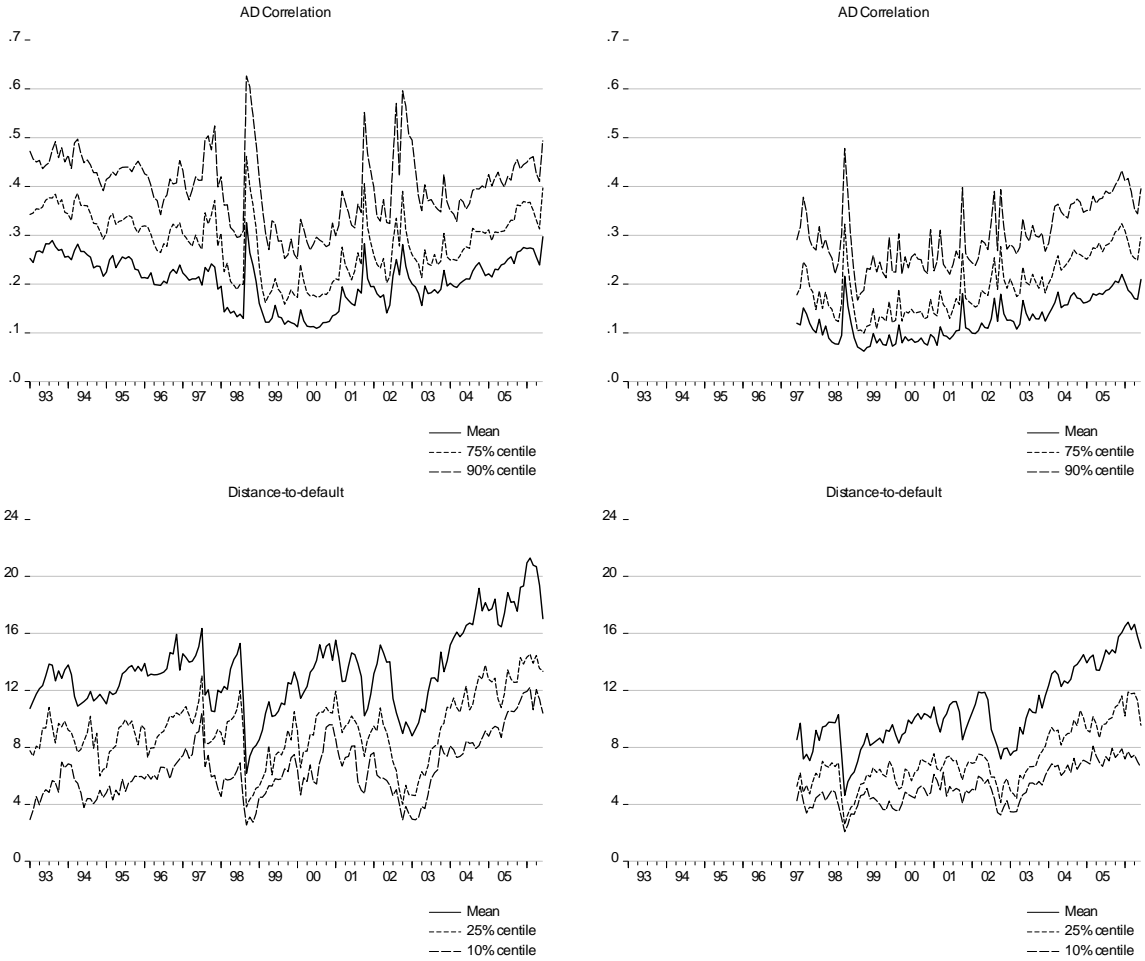 AD Correlation
.7
.6
.5
.4
.3
.2
.1
.0
93 94 95 96 97 98 99 00 01 02 03 04 05
Mean
75% centile
90% centile
AD Correlation
.7
.6
.5
.4
.3
.2
.1
.0
93 94 95 96 97 98 99 00 01 02 03 04 05
Mean
75% centile
90% centile
Distance-to-default
24
20
16
12
8
4
0
93 94 95 96 97 98 99 00 01 02 03 04 05
Mean
25% centile
10% centile
Distance-to-default
24
20
16
12
8
4
0
93 94 95 96 97 98 99 00 01 02 03 04 05
Mean
25% centile
10% centile